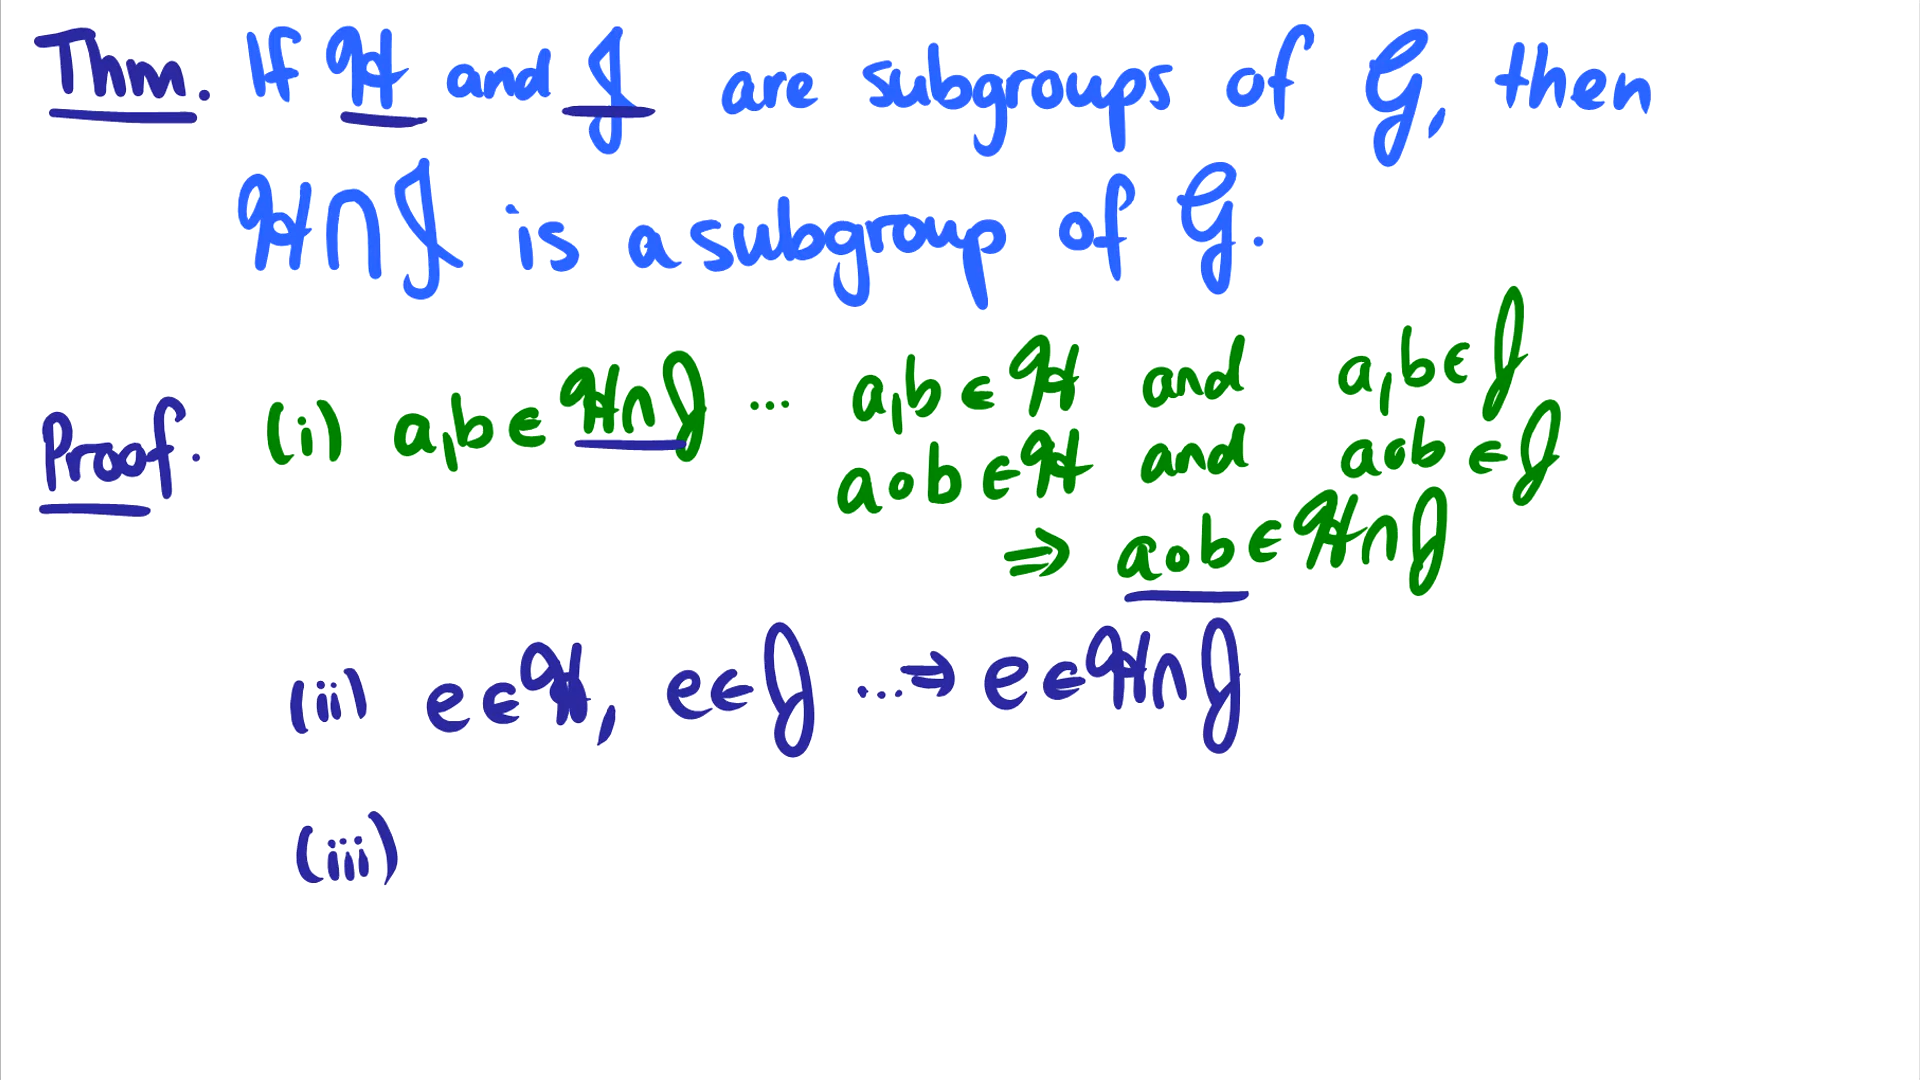 Thm. If ℋ and 𝒥 are subgroups of 𝒢, then
ℋ∩𝒥 is a subgroup of 𝒢.
Proof. (i) a,b ∈ ℋ∩𝒥 ... a,b ∈ ℋ and a,b ∈ 𝒥
a∘b ∈ ℋ and a∘b ∈ 𝒥
⇒ a∘b ∈ ℋ∩𝒥
(ii) e ∈ ℋ, e ∈ 𝒥 ...⇒ e ∈ ℋ∩𝒥
(iii)